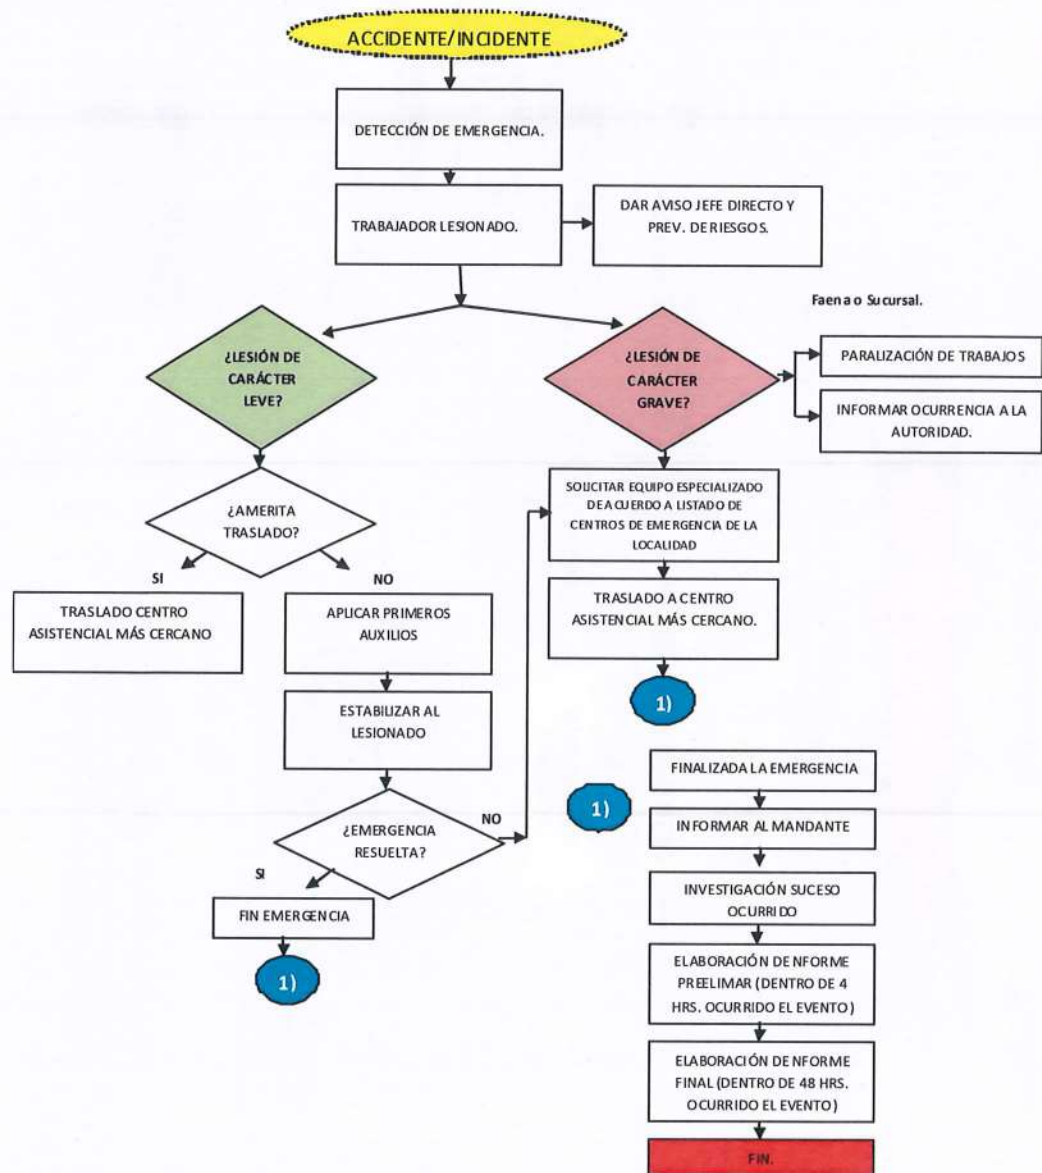 ACCIDENTE/INCIDENTE
DETECCIÓN DE EMERGENCIA.
TRABAJADOR LESIONADO.
DAR AVISO JEFE DIRECTO Y
PREV. DE RIESGOS.
Faena o Sucursal.
¿LESIÓN DE
CARÁCTER
LEVE?
¿LESIÓN DE
CARÁCTER
GRAVE?
PARALIZACIÓN DE TRABAJOS
INFORMAR OCURRENCIA A LA
AUTORIDAD.
¿AMERITA
TRASLADO?
SOLICITAR EQUIPO ESPECIALIZADO
DE ACUERDO A LISTADO DE
CENTROS DE EMERGENCIA DE LA
LOCALIDAD
SI
NO
TRASLADO CENTRO
ASISTENCIAL MÁS CERCANO
APLICAR PRIMEROS
AUXILIOS
TRASLADO A CENTRO
ASISTENCIAL MÁS CERCANO.
1)
ESTABILIZAR AL
LESIONADO
¿EMERGENCIA
RESUELTA?
NO
SI
FIN EMERGENCIA
1)
1)
FINALIZADA LA EMERGENCIA
INFORMAR AL MANDANTE
INVESTIGACIÓN SUCESO
OCURRIDO
ELABORACIÓN DE NFORME
PREELIMAR (DENTRO DE 4
HRS. OCURRIDO EL EVENTO)
ELABORACIÓN DE NFORME
FINAL (DENTRO DE 48 HRS.
OCURRIDO EL EVENTO)
FIN.